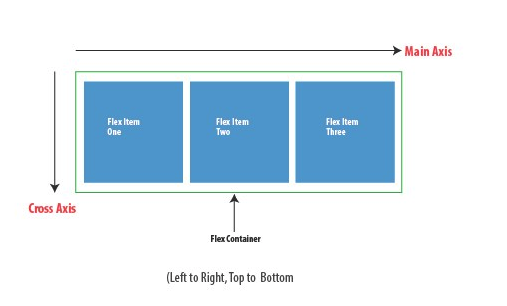 Main Axis
Flex Item
One
Flex Item
Two
Flex Item
Three
Cross Axis
Flex Container
(Left to Right, Top to Bottom